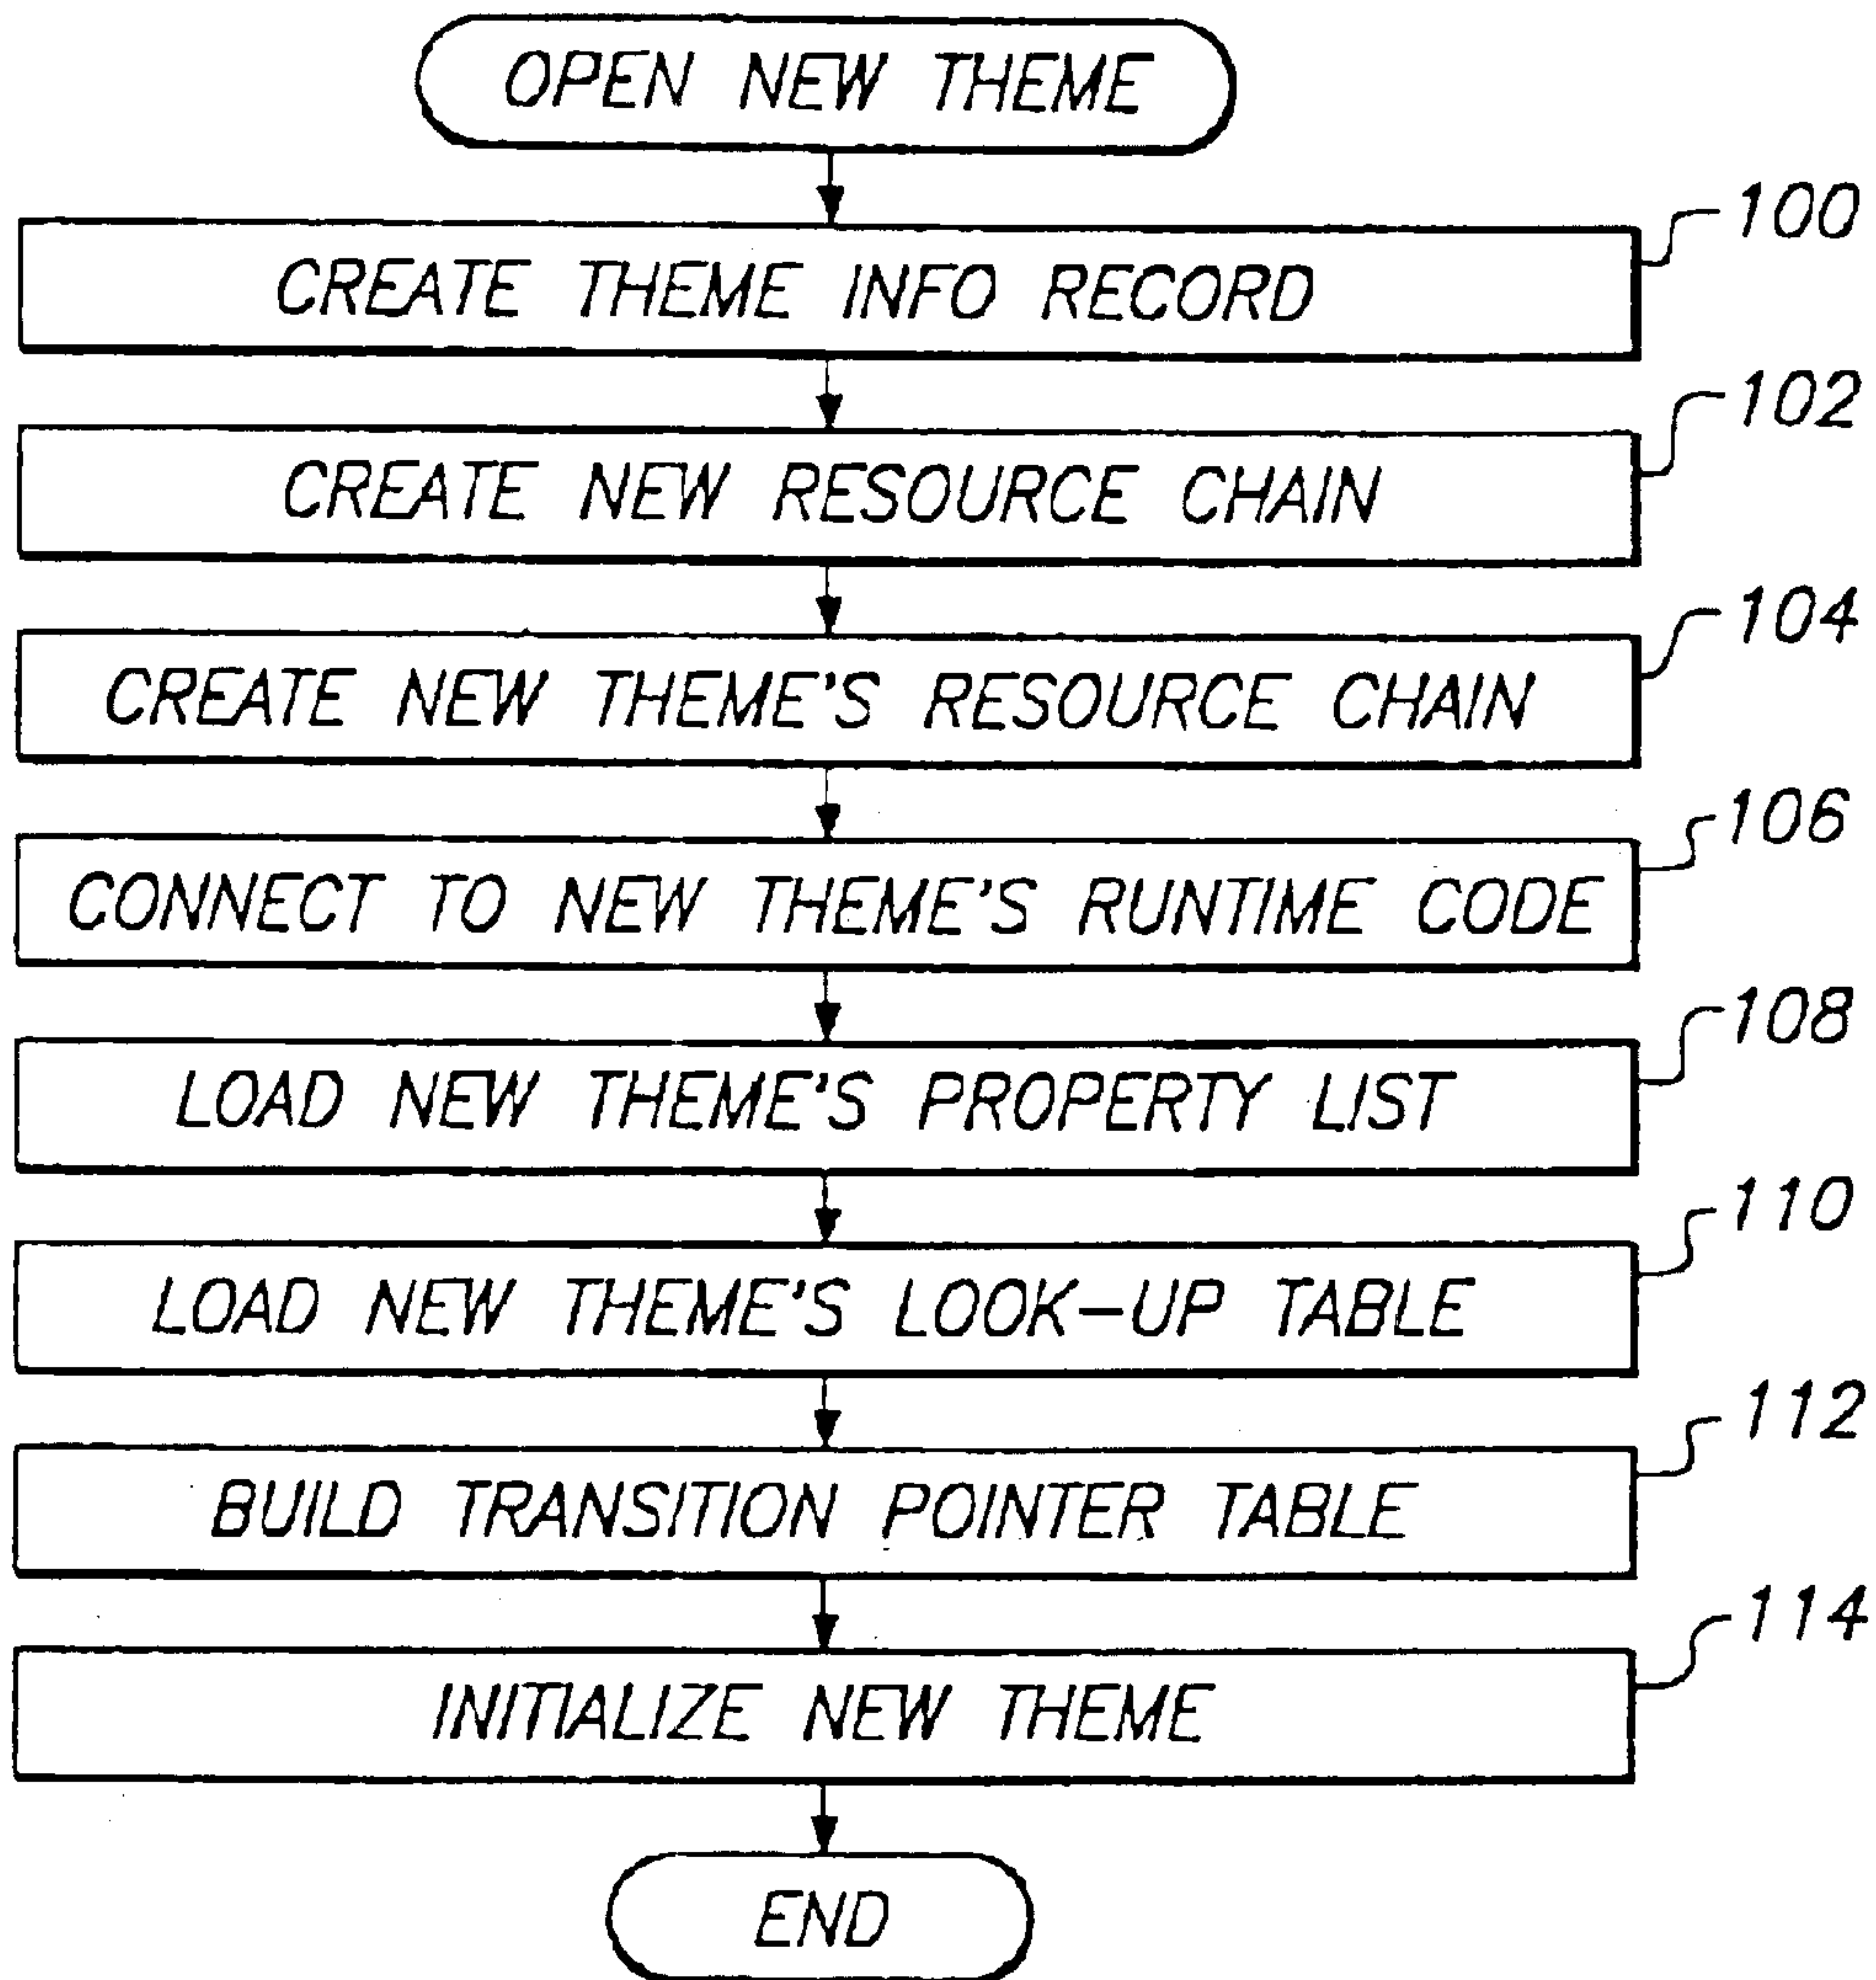 OPEN NEW THEME
100
CREATE THEME INFO RECORD
102
CREATE NEW RESOURCE CHAIN
104
CREATE NEW THEME'S RESOURCE CHAIN
106
CONNECT TO NEW THEME'S RUNTIME CODE
108
LOAD NEW THEME'S PROPERTY LIST
110
LOAD NEW THEME'S LOOK-UP TABLE
112
BUILD TRANSITION POINTER TABLE
114
INITIALIZE NEW THEME
END